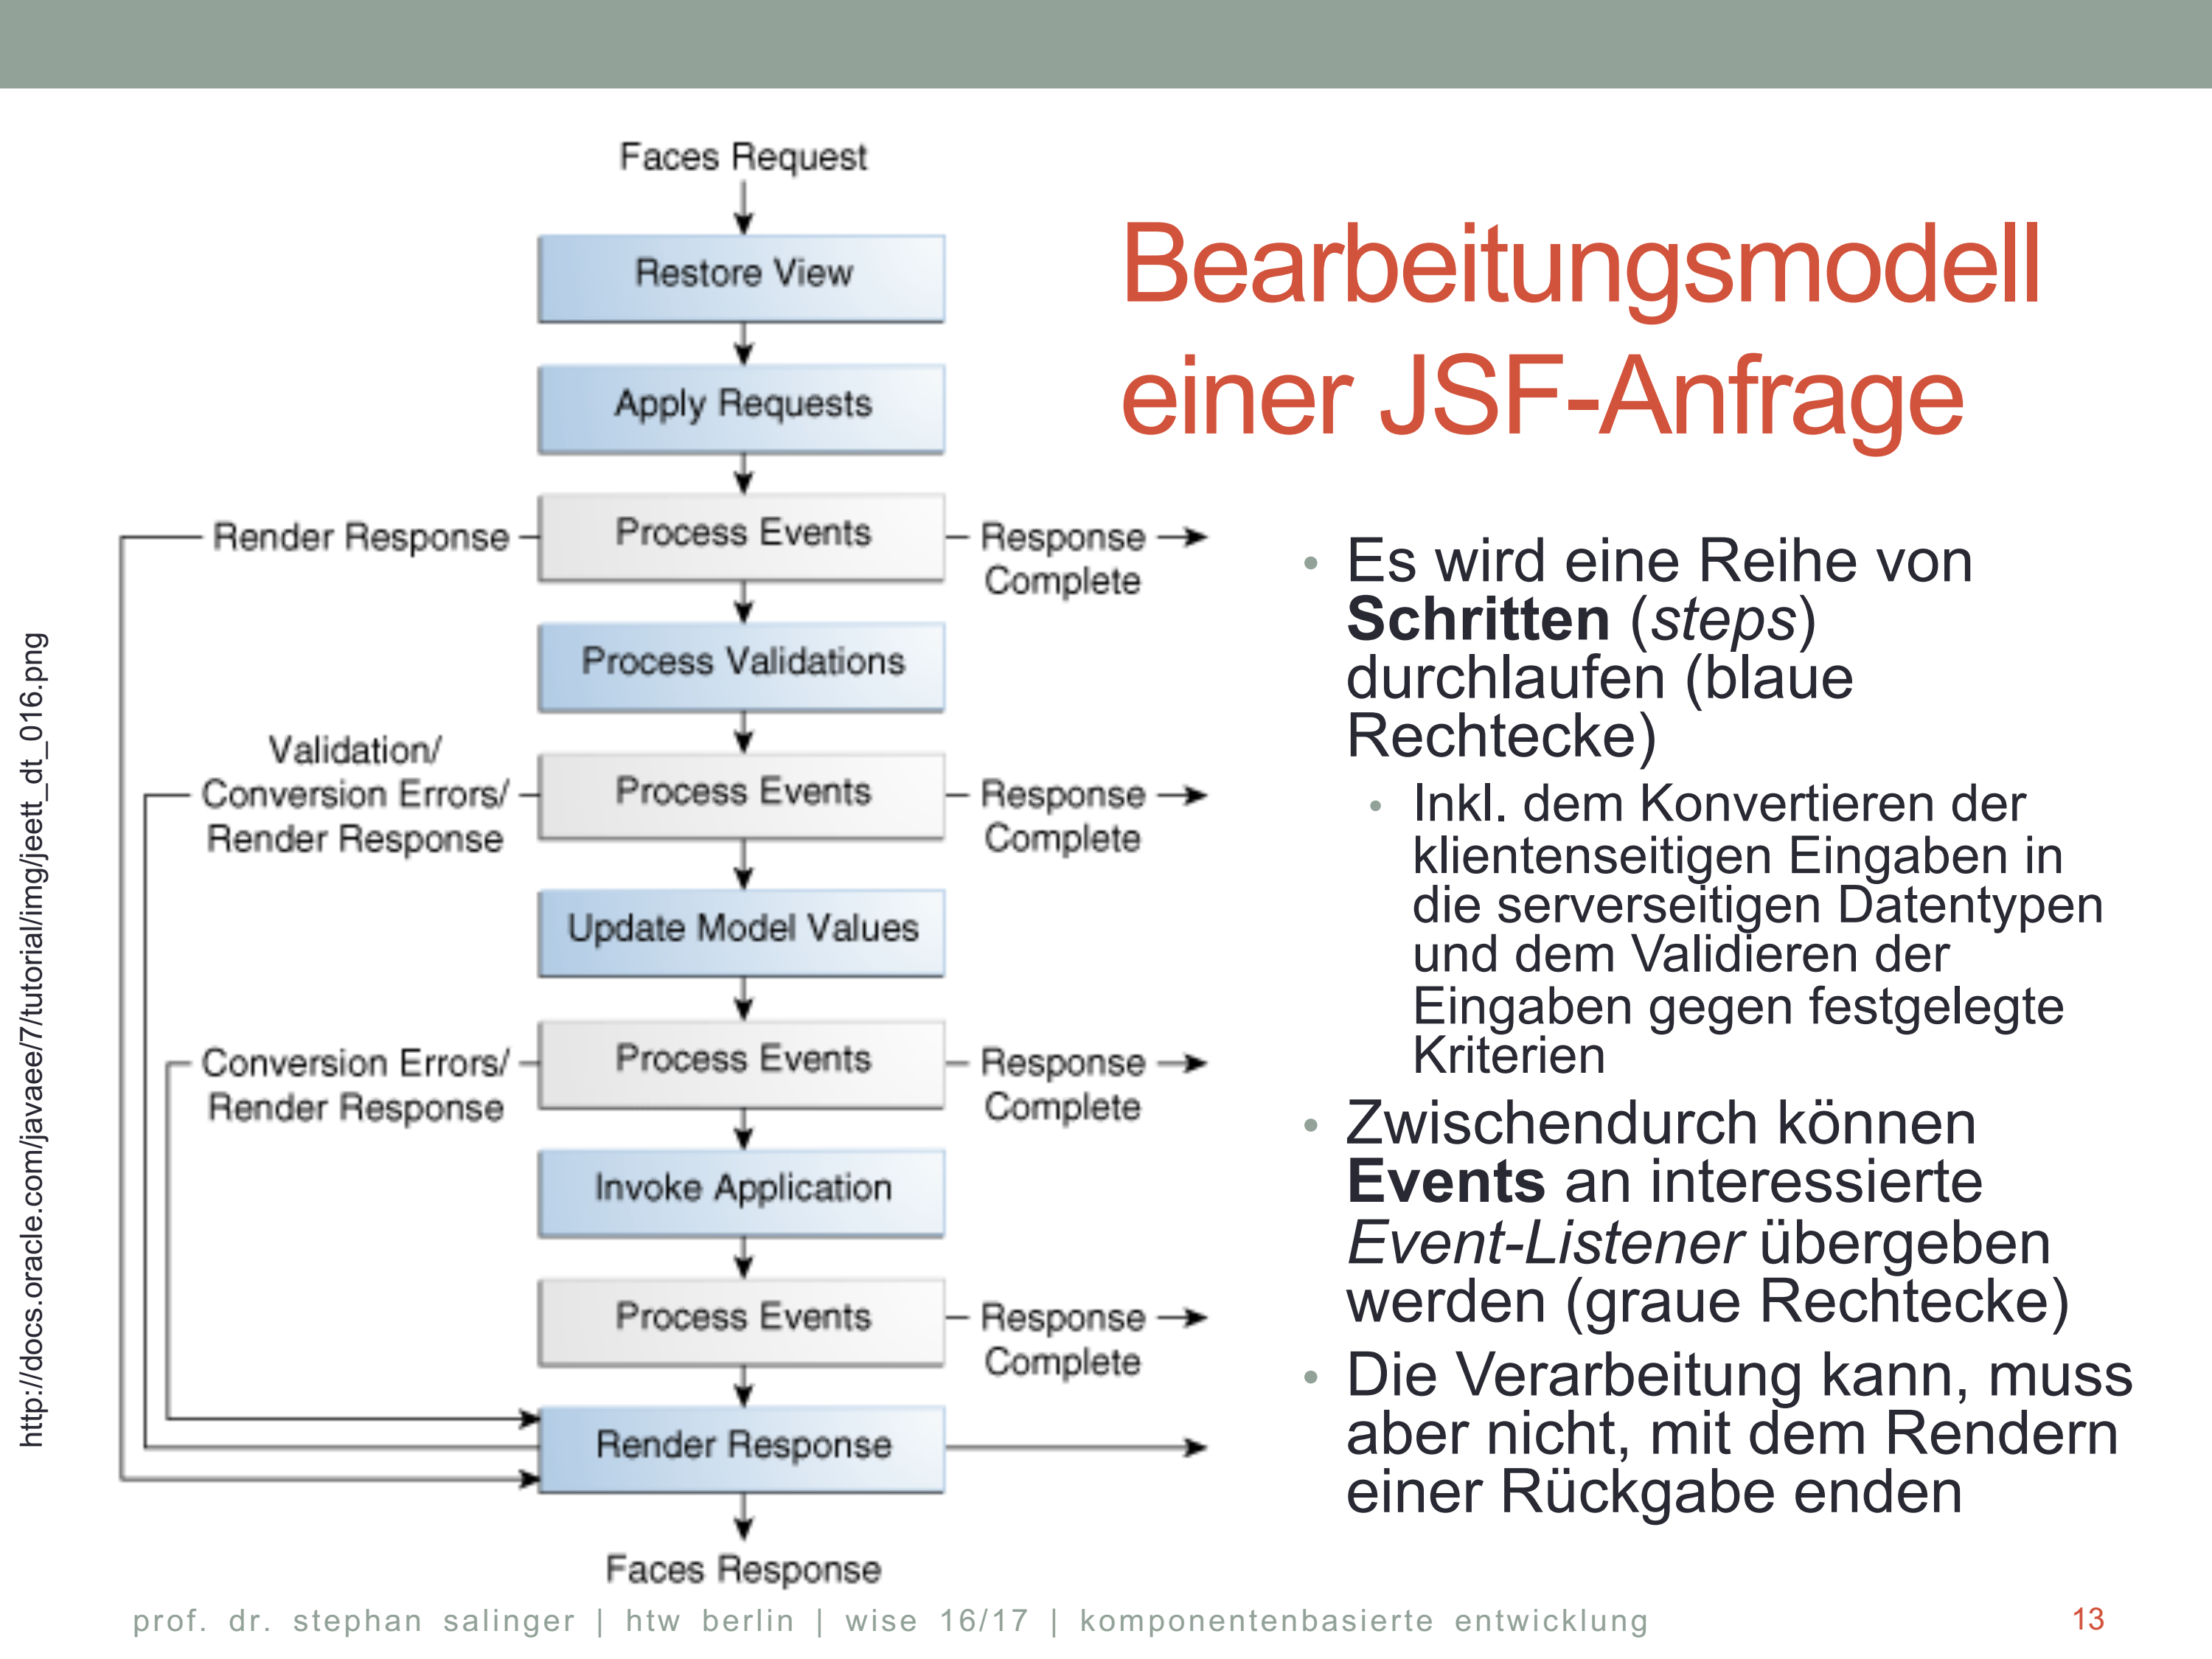 Bearbeitungsmodell
einer JSF-Anfrage
Faces Request
Restore View
Apply Requests
Render Response
Process Events
Response
Complete
Process Validations
Validation/
Conversion Errors/
Render Response
Process Events
Response
Complete
Update Model Values
Conversion Errors/
Render Response
Process Events
Response
Complete
Invoke Application
Process Events
Response
Complete
Render Response
Faces Response
• Es wird eine Reihe von
Schritten (steps)
durchlaufen (blaue
Rechtecke)
• Inkl. dem Konvertieren der
klientenseitigen Eingaben in
die serverseitigen Datentypen
und dem Validieren der
Eingaben gegen festgelegte
Kriterien
• Zwischendurch können
Events an interessierte
Event-Listener übergeben
werden (graue Rechtecke)
• Die Verarbeitung kann, muss
aber nicht, mit dem Rendern
einer Rückgabe enden
http://docs.oracle.com/javaee/7/tutorial/img/jeett_dt_016.png
prof. dr. stephan salinger | htw berlin | wise 16/17 | komponentenbasierte entwicklung
13